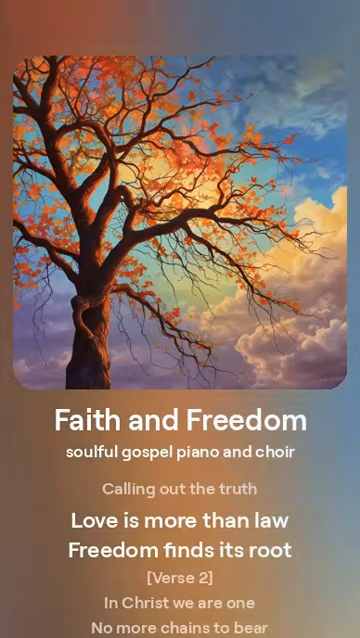 Faith and Freedom
soulful gospel piano and choir
Calling out the truth
Love is more than law
Freedom finds its root
[Verse 2]
In Christ we are one
No more chains to bear